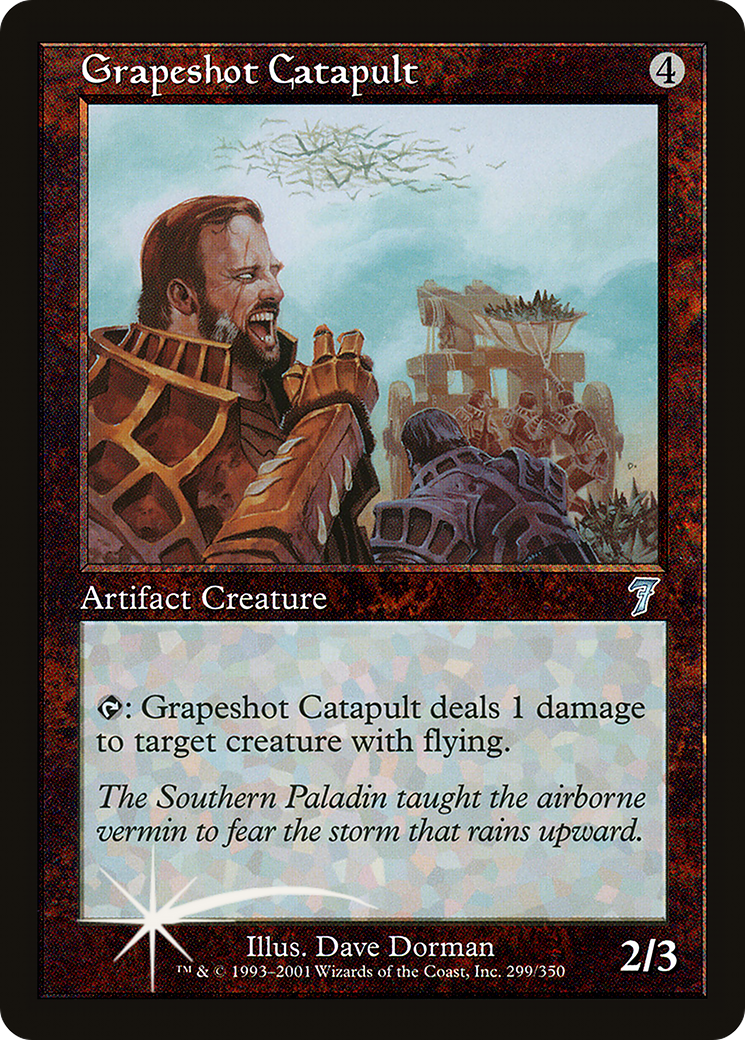 Grapeshot Catapult 4
Artifact Creature 7
: Grapeshot Catapult deals 1 damage
to target creature with flying.
The Southern Paladin taught the airborne
vermin to fear the storm that rains upward.
Illus. Dave Dorman
™ & © 1993–2001 Wizards of the Coast, Inc. 299/350
2/3